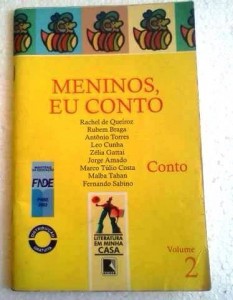 MENINOS,
EU CONTO
Rachel de Queiroz
Rubem Braga
Antônio Torres
Leo Cunha
Zélia Gattai
Jorge Amado
Marco Túlio Costa
Malba Tahan
Fernando Sabino
Conto
FNDE
LITERATURA
EM MINHA
CASA
Volume
2